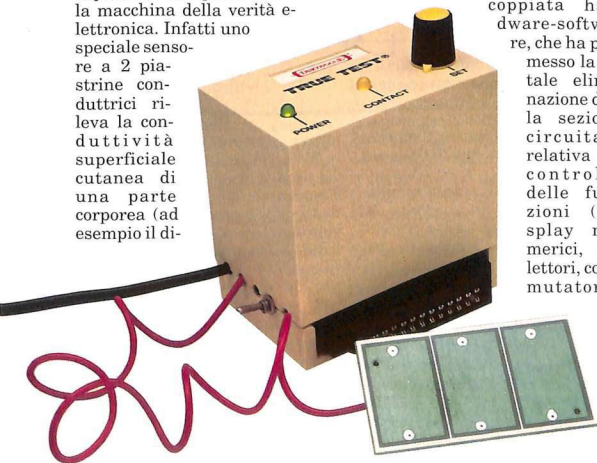 la macchina della verità e-
lettronica. Infatti uno
speciale senso-
re a 2 pia-
strine con-
duttrici ri-
leva la con-
duttività
superficiale
cutanea di
una parte
corporea (ad
esempio il di-
TRUE TEST®
POWER
CONTACT
SET
coppiata ha
dware-softw
re, che ha p
messo la
tale elim
nazione d
la sezio
circuita
relativa
control
delle fu
zioni (
splay n
merici,
lettori, co
mutator